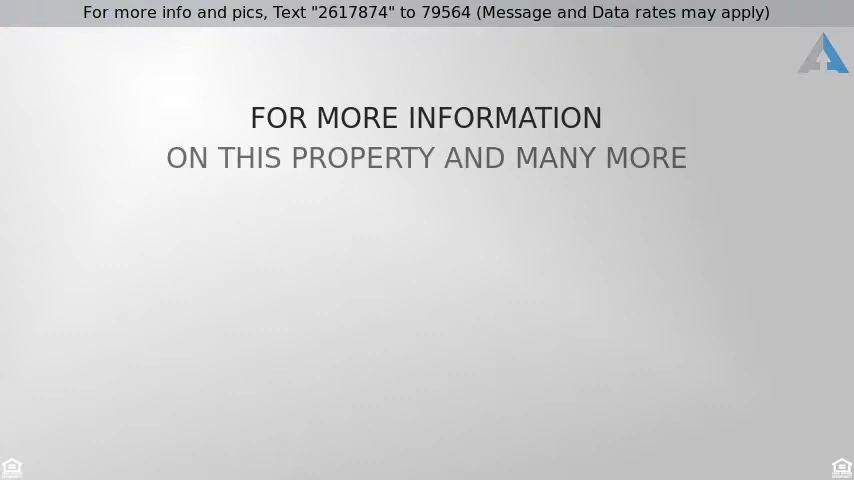 For more info and pics, Text "2617874" to 79564 (Message and Data rates may apply)
FOR MORE INFORMATION
ON THIS PROPERTY AND MANY MORE